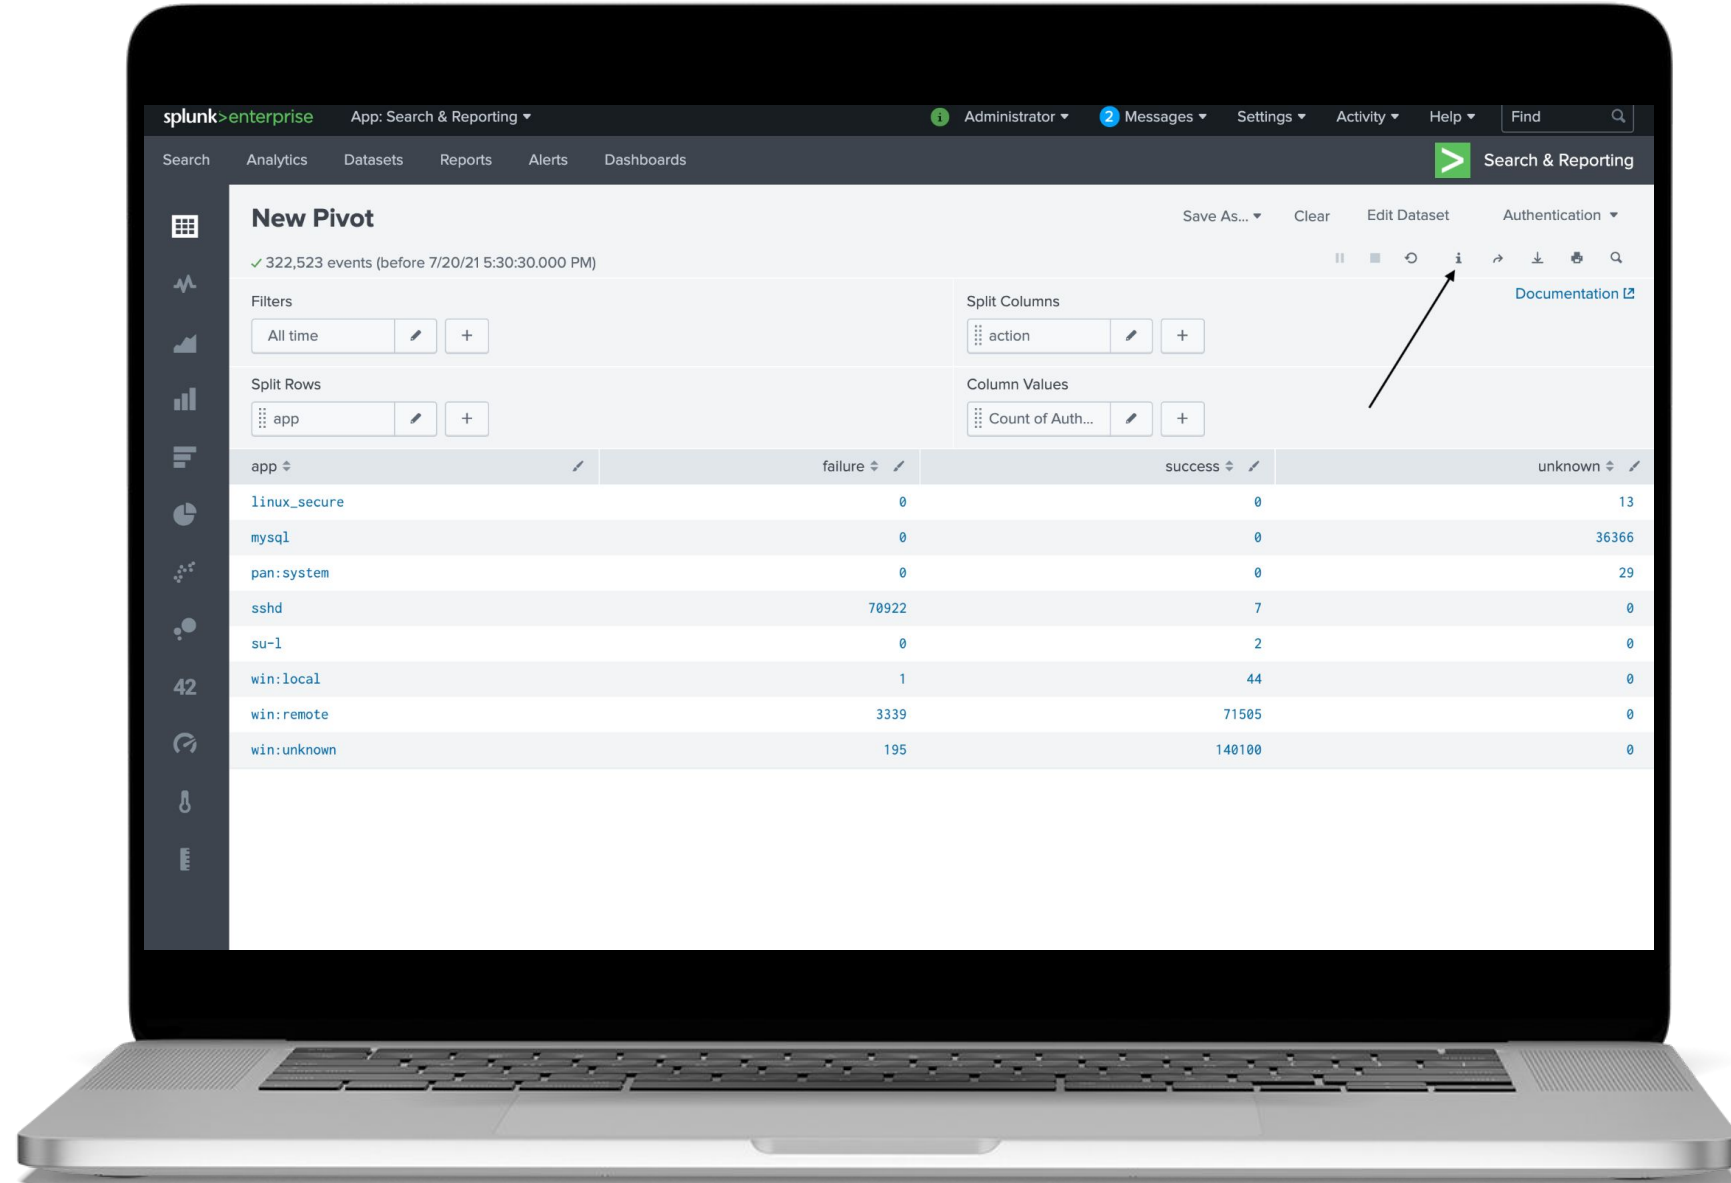 splunk>enterprise App: Search & Reporting i Administrator 2 Messages Settings Activity Help Find
Search Analytics Datasets Reports Alerts Dashboards > Search & Reporting
New Pivot Save As... Clear Edit Dataset Authentication
✓ 322,523 events (before 7/20/21 5:30:30.000 PM) i
Documentation
Filters Split Columns
All time + action +
Split Rows Column Values
app + Count of Auth... +
app failure success unknown
linux_secure 0 0 13
mysql 0 0 36366
pan:system 0 0 29
sshd 70922 7 0
su-l 0 2 0
win:local 1 44 0
win:remote 3339 71505 0
win:unknown 195 140100 0
42